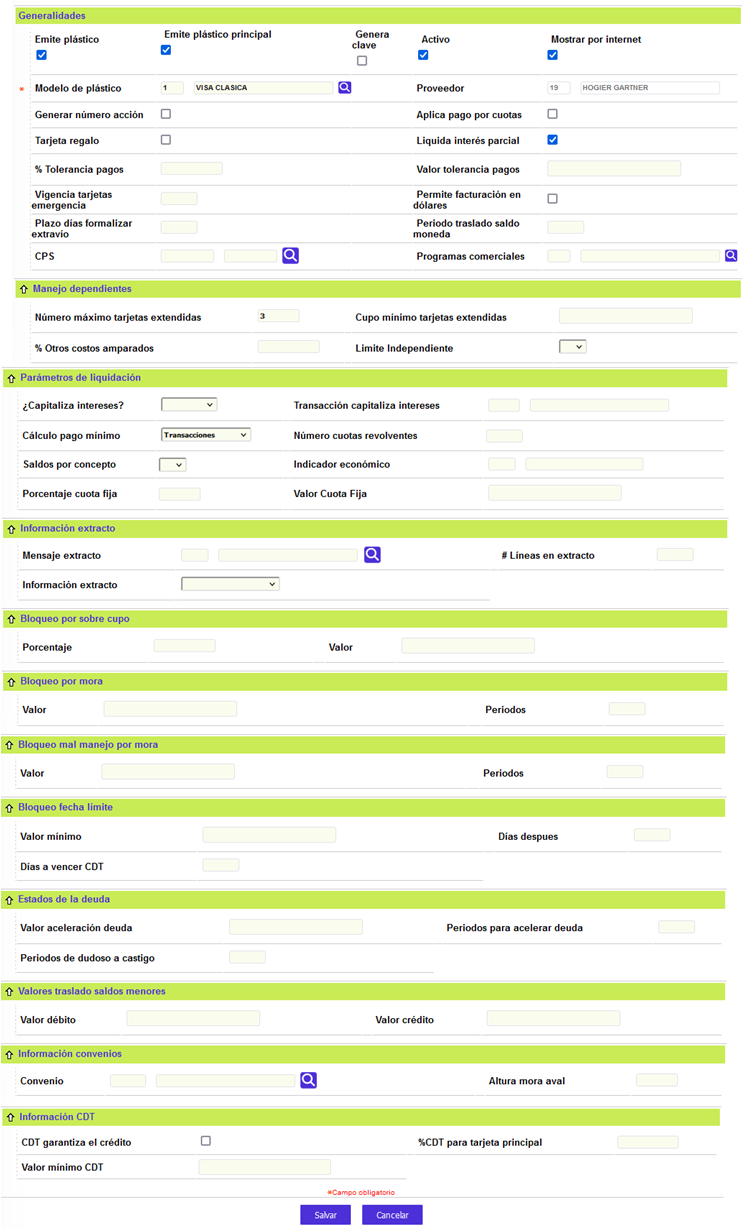 Generalidades
Emite plástico
Emite plástico principal
Genera
clave
Activo
Mostrar por internet
* Modelo de plástico 1 VISA CLASICA Proveedor 19 HOGIER GARTNER
Generar número acción Aplica pago por cuotas
Tarjeta regalo Liquida interés parcial
% Tolerancia pagos Valor tolerancia pagos
Vigencia tarjetas
emergencia
Permite facturación en
dólares
Plazo días formalizar
extravío
Periodo traslado saldo
moneda
CPS Programas comerciales
Manejo dependientes
Número máximo tarjetas extendidas 3 Cupo mínimo tarjetas extendidas
% Otros costos amparados Limite Independiente
Parámetros de liquidación
¿Capitaliza intereses? Transacción capitaliza intereses
Cálculo pago mínimo Transacciones Número cuotas revolventes
Saldos por concepto Indicador económico
Porcentaje cuota fija Valor Cuota Fija
Información extracto
Mensaje extracto # Líneas en extracto
Información extracto
Bloqueo por sobre cupo
Porcentaje Valor
Bloqueo por mora
Valor Periodos
Bloqueo mal manejo por mora
Valor Periodos
Bloqueo fecha límite
Valor mínimo Días despues
Días a vencer CDT
Estados de la deuda
Valor aceleración deuda Periodos para acelerar deuda
Periodos de dudoso a castigo
Valores traslado saldos menores
Valor débito Valor crédito
Información convenios
Convenio Altura mora aval
Información CDT
CDT garantiza el crédito %CDT para tarjeta principal
Valor mínimo CDT
*Campo obligatorio
Salvar Cancelar